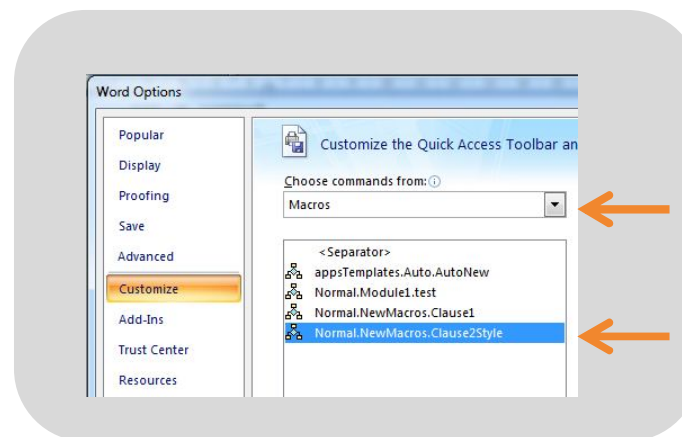 Word Options
Popular
Display
Proofing
Save
Advanced
Customize
Add-Ins
Trust Center
Resources
Customize the Quick Access Toolbar an
Choose commands from:
Macros
<Separator>
appsTemplates.Auto.AutoNew
Normal.Module1.test
Normal.NewMacros.Clause1
Normal.NewMacros.Clause2Style